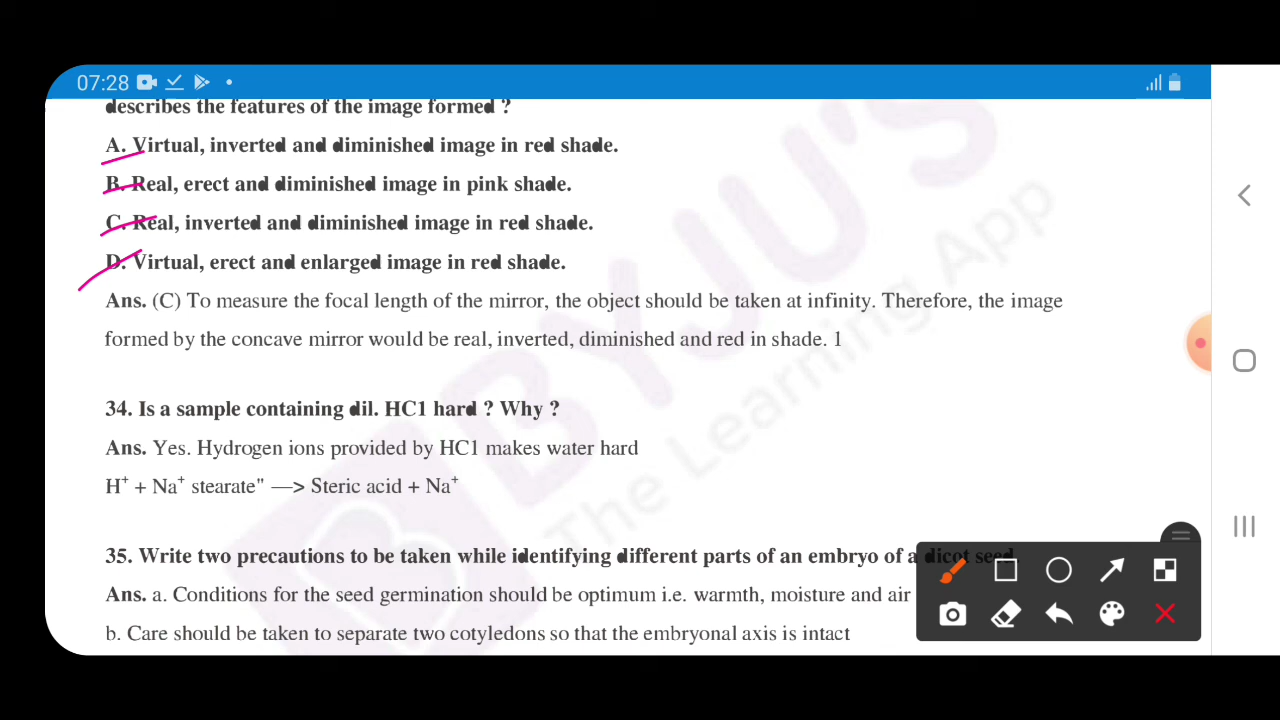 07:28
describes the features of the image formed ?
A. Virtual, inverted and diminished image in red shade.
B. Real, erect and diminished image in pink shade.
C. Real, inverted and diminished image in red shade.
D. Virtual, erect and enlarged image in red shade.
Ans. (C) To measure the focal length of the mirror, the object should be taken at infinity. Therefore, the image
formed by the concave mirror would be real, inverted, diminished and red in shade. 1
34. Is a sample containing dil. HC1 hard ? Why ?
Ans. Yes. Hydrogen ions provided by HC1 makes water hard
H⁺ + Na⁺ stearate" —> Steric acid + Na⁺
35. Write two precautions to be taken while identifying different parts of an embryo of a dicot seed.
Ans. a. Conditions for the seed germination should be optimum i.e. warmth, moisture and air
b. Care should be taken to separate two cotyledons so that the embryonal axis is intact
BYJU'S
The Learning App